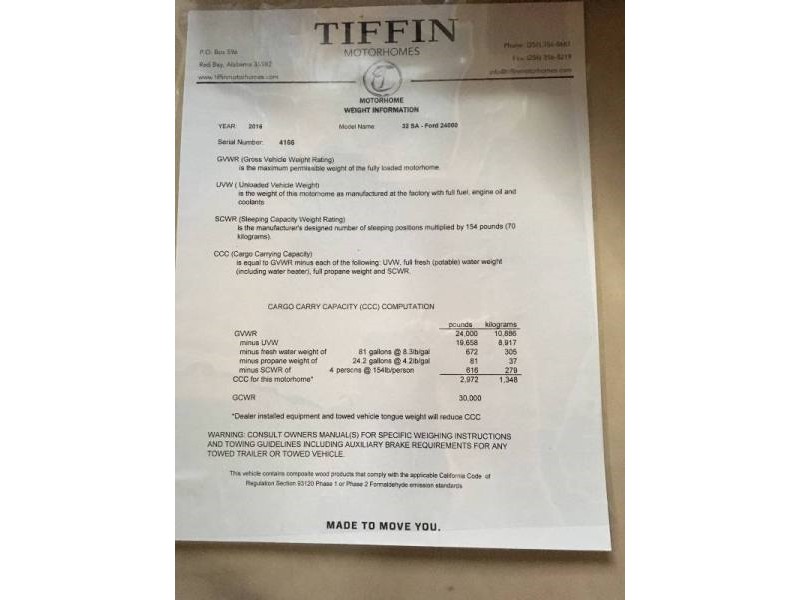 TIFFIN
MOTORHOMES
P.O. Box 596
Red Bay, Alabama 35582
www.tiffinmotorhomes.com
Phone (256) 356-8661
Fax (256) 356-8219
info@tiffinmotorhomes.com
MOTORHOME
WEIGHT INFORMATION
YEAR: 2016 Model Name 32 SA - Ford 24000
Serial Number: 4166
GVWR (Gross Vehicle Weight Rating)
is the maximum permissible weight of the fully loaded motorhome.
UVW ( Unloaded Vehicle Weight)
is the weight of this motorhome as manufactured at the factory with full fuel, engine oil and
coolants.
SCWR (Sleeping Capacity Weight Rating)
is the manufacturer's designed number of sleeping positions multiplied by 154 pounds (70
kilograms).
CCC (Cargo Carrying Capacity)
is equal to GVWR minus each of the following: UVW, full fresh (potable) water weight
(including water heater), full propane weight and SCWR.
CARGO CARRY CAPACITY (CCC) COMPUTATION
pounds kilograms
GVWR 24,000 10,886
minus UVW 19,658 8,917
minus fresh water weight of 81 gallons @ 8.3lb/gal 672 305
minus propane weight of 24.2 gallons @ 4.2lb/gal 81 37
minus SCWR of 4 persons @ 154lb/person 616 279
CCC for this motorhome* 2,972 1,348
GCWR 30,000
*Dealer installed equipment and towed vehicle tongue weight will reduce CCC
WARNING: CONSULT OWNERS MANUAL(S) FOR SPECIFIC WEIGHING INSTRUCTIONS
AND TOWING GUIDELINES INCLUDING AUXILIARY BRAKE REQUIREMENTS FOR ANY
TOWED TRAILER OR TOWED VEHICLE.
This vehicle contains composite wood products that comply with the applicable California Code of
Regulation Section 93120 Phase 1 or Phase 2 Formaldehyde emission standards
MADE TO MOVE YOU.